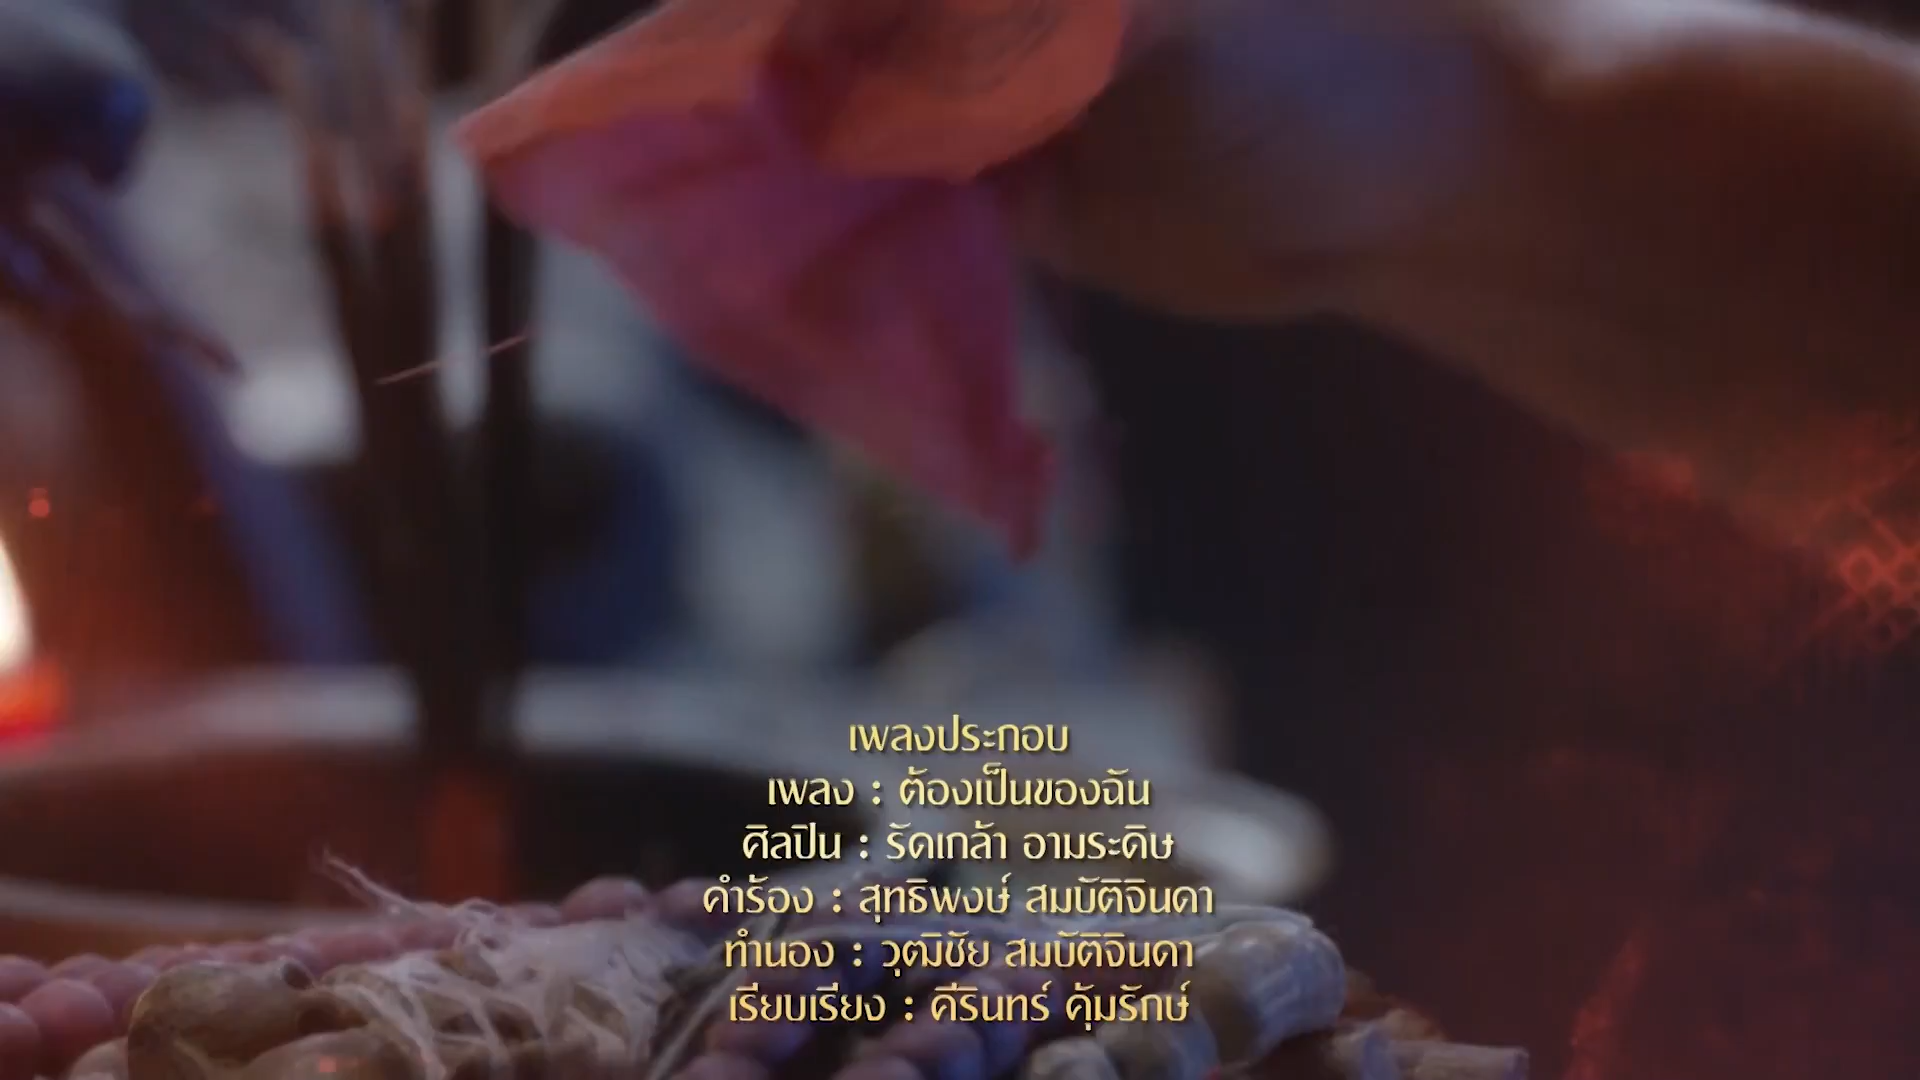 เพลงประกอบ
เพลง : ต้องเป็นของฉัน
ศิลปิน : รัดเกล้า อามระดิษ
คำร้อง : สุทธิพงษ์ สมบัติจินดา
ทำนอง : วุฒิชัย สมบัติจินดา
เรียบเรียง : คีรินทร์ คุ้มรักษ์